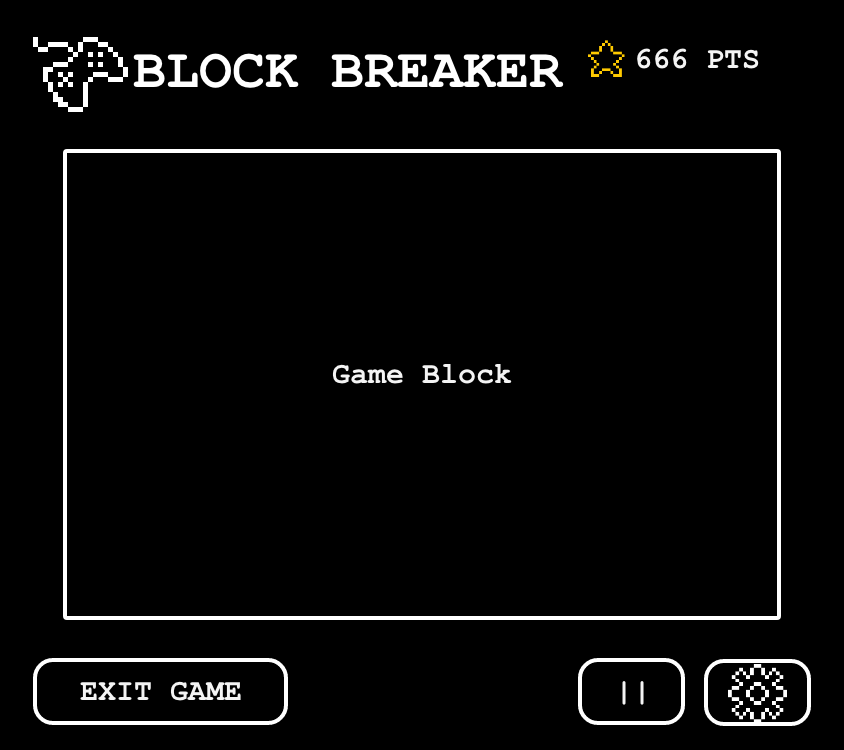 BLOCK BREAKER
666 PTS
Game Block
EXIT GAME
||